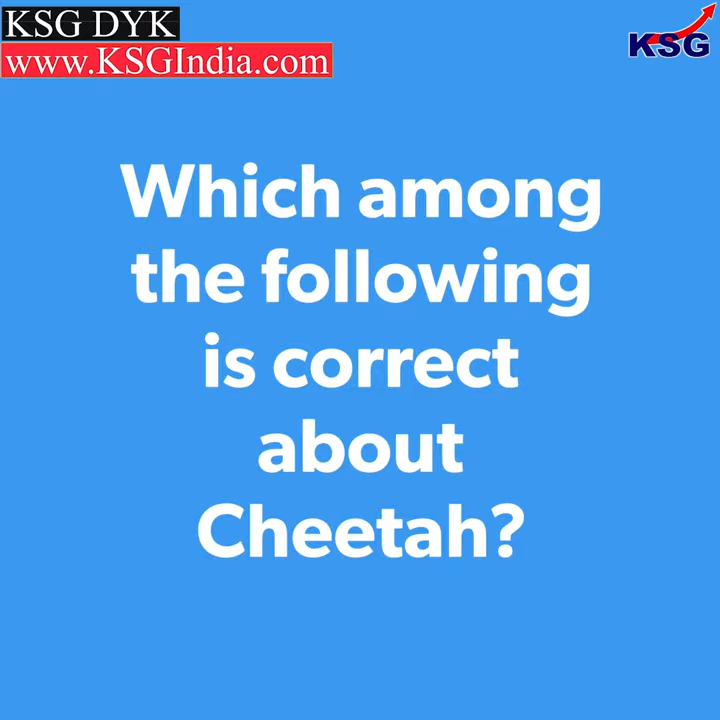 KSG DYK
www.KSGIndia.com
KSG
Which among
the following
is correct
about
Cheetah?